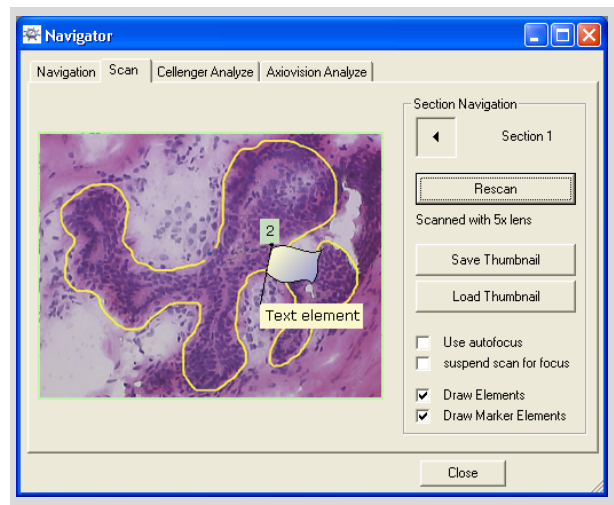 Navigator
Navigation Scan Cellenger Analyze Axiovision Analyze
Section Navigation
Section 1
Rescan
Scanned with 5x lens
Save Thumbnail
Load Thumbnail
2
Text element
Use autofocus
suspend scan for focus
Draw Elements
Draw Marker Elements
Close